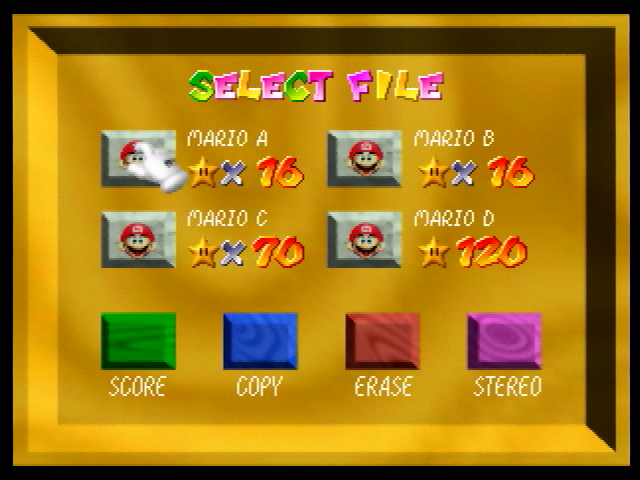 SELECT FILE
MARIO A
★× 16
MARIO B
★× 16
MARIO C
★× 70
MARIO D
★120
SCORE COPY ERASE STEREO